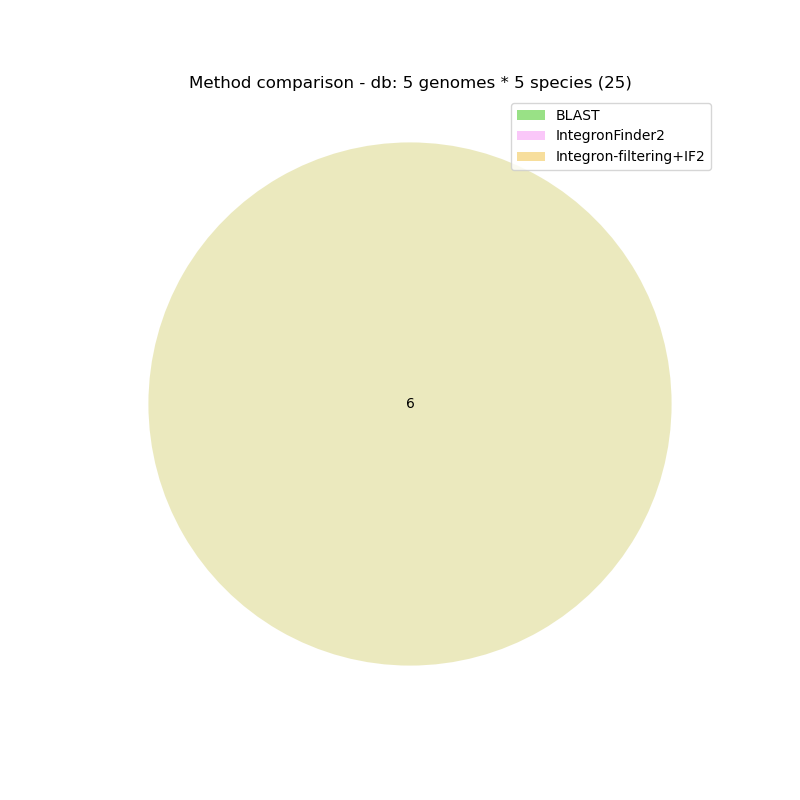 Method comparison - db: 5 genomes * 5 species (25)
BLAST
IntegronFinder2
Integron-filtering+IF2
6